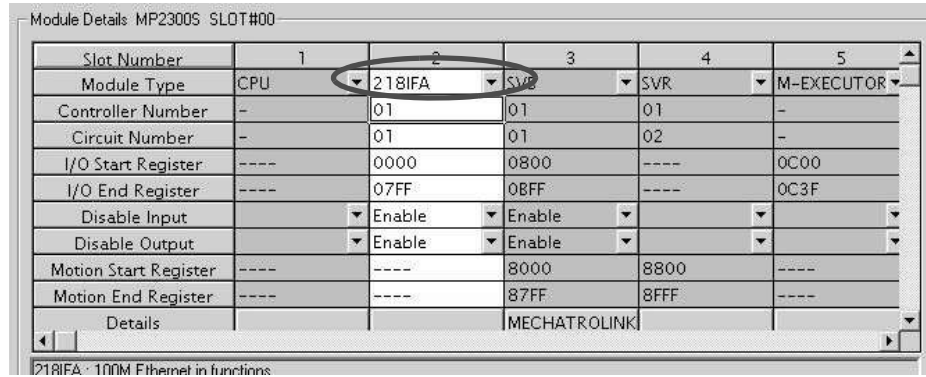 Module Details MP2300S SLOT#00
Slot Number 1 2 3 4 5
Module Type CPU 218IFA SVB SVR M-EXECUTOR
Controller Number - 01 01 01 -
Circuit Number - 01 01 02 -
I/O Start Register ---- 0000 0800 ---- 0C00
I/O End Register ---- 07FF 0BFF ---- 0C3F
Disable Input Enable Enable
Disable Output Enable Enable
Motion Start Register ---- ---- 8000 8800 ----
Motion End Register ---- ---- 87FF 8FFF ----
Details MECHATROLINK
218IFA : 100M Ethernet in functions